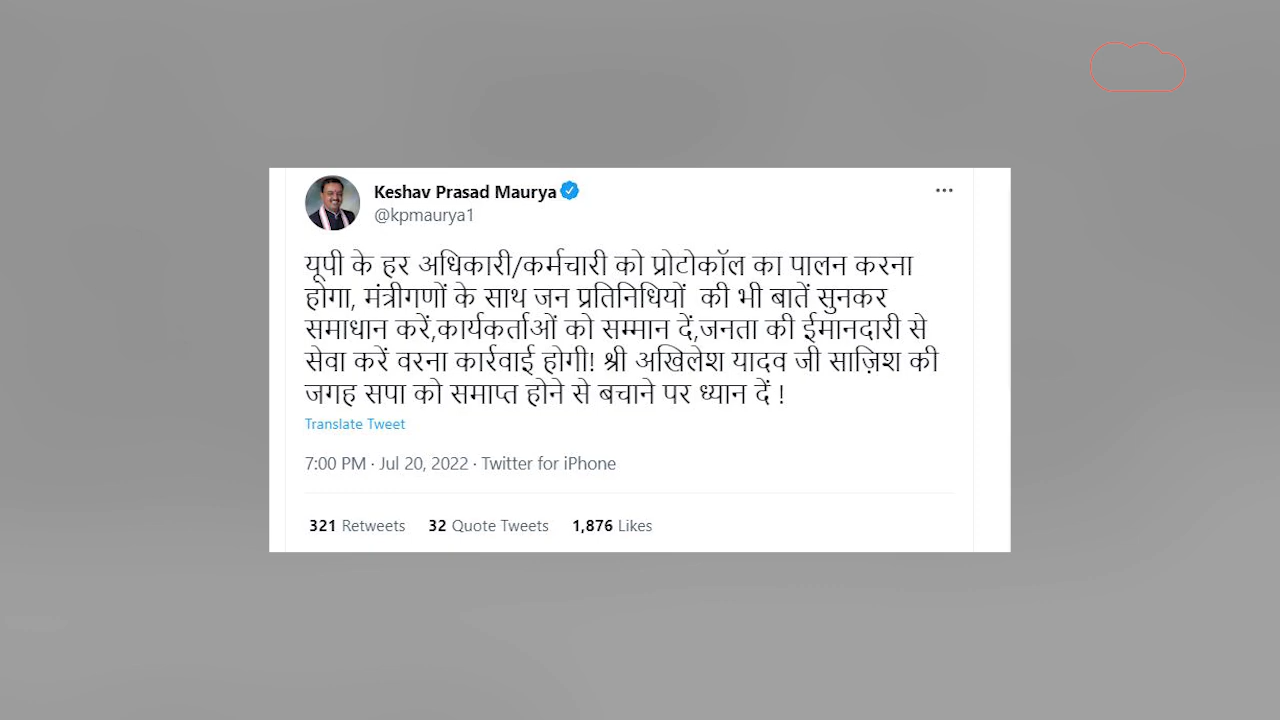 Keshav Prasad Maurya
@kpmaurya1
यूपी के हर अधिकारी/कर्मचारी को प्रोटोकॉल का पालन करना
होगा, मंत्रीगणों के साथ जन प्रतिनिधियों  की भी बातें सुनकर
समाधान करें,कार्यकर्ताओं को सम्मान दें,जनता की ईमानदारी से
सेवा करें वरना कार्रवाई होगी! श्री अखिलेश यादव जी साज़िश की
जगह सपा को समाप्त होने से बचाने पर ध्यान दें !
Translate Tweet
7:00 PM · Jul 20, 2022 · Twitter for iPhone
321 Retweets 32 Quote Tweets 1,876 Likes